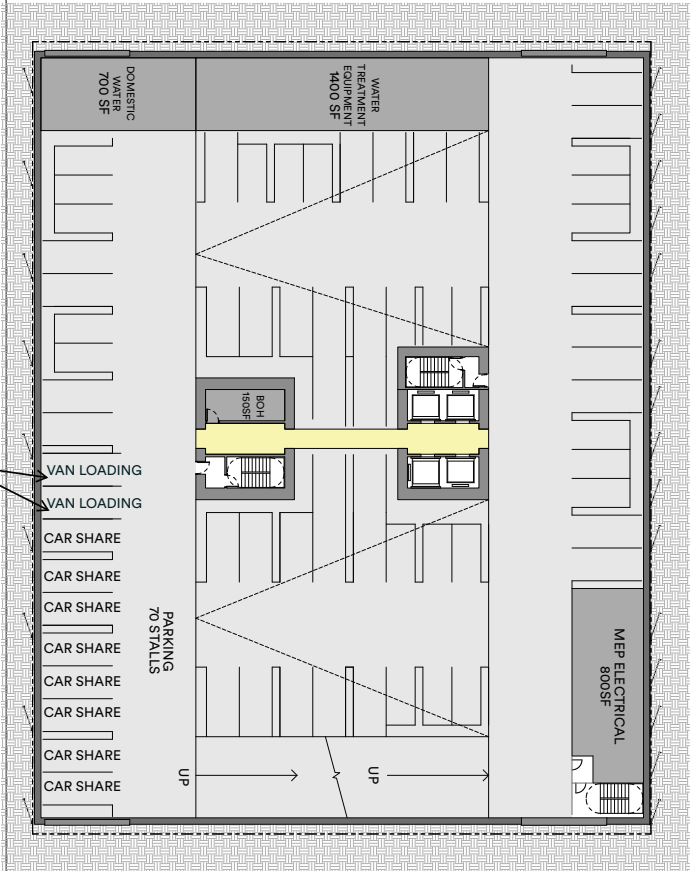 DOMESTIC
WATER
700 SF
WATER
TREATMENT
EQUIPMENT
1400 SF
BOH
150SF
VAN LOADING
VAN LOADING
CAR SHARE
CAR SHARE
CAR SHARE
CAR SHARE
CAR SHARE
CAR SHARE
CAR SHARE
CAR SHARE
PARKING
70 STALLS
MEP ELECTRICAL
800SF
UP
UP